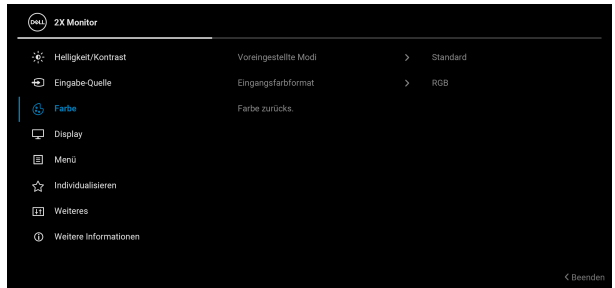 DELL 2X Monitor
Helligkeit/Kontrast Voreingestellte Modi Standard
Eingabe-Quelle Eingangsfarbformat RGB
Farbe Farbe zurücks.
Display
Menü
Individualisieren
Weiteres
Weitere Informationen
Beenden